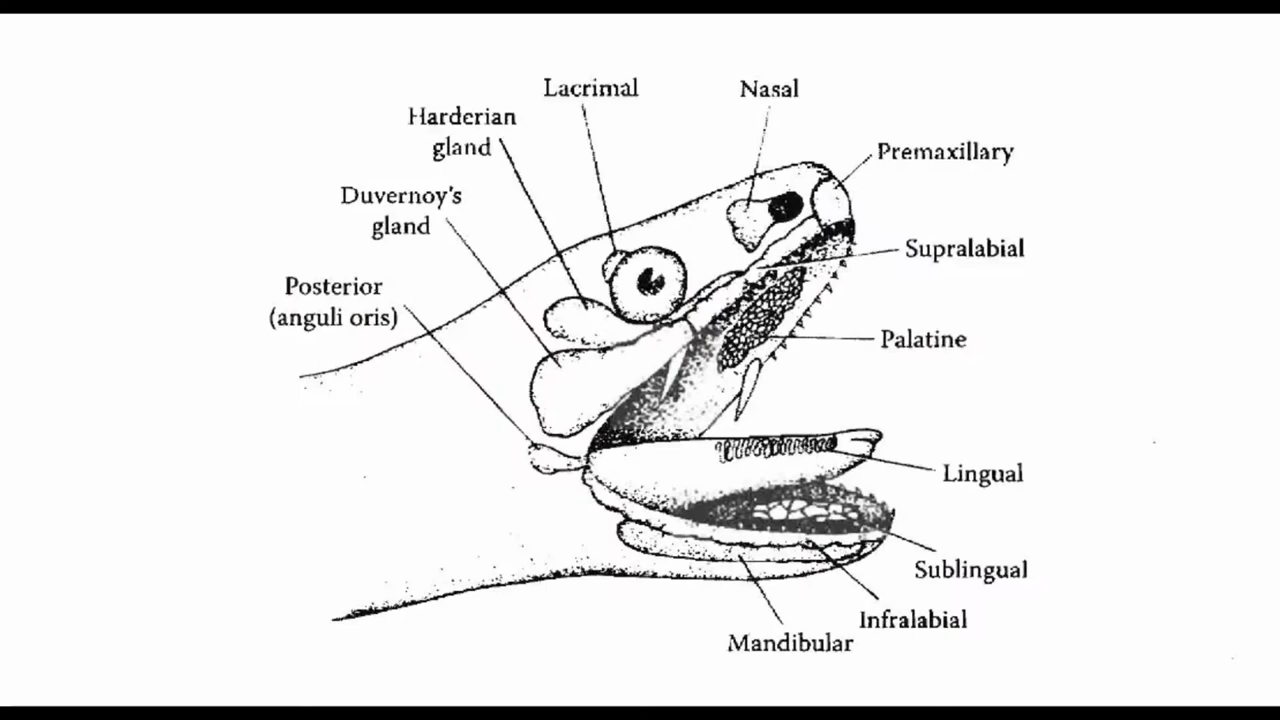 Lacrimal
Nasal
Harderian
gland
Premaxillary
Duvernoy's
gland
Supralabial
Posterior
(anguli oris)
Palatine
Lingual
Sublingual
Infralabial
Mandibular